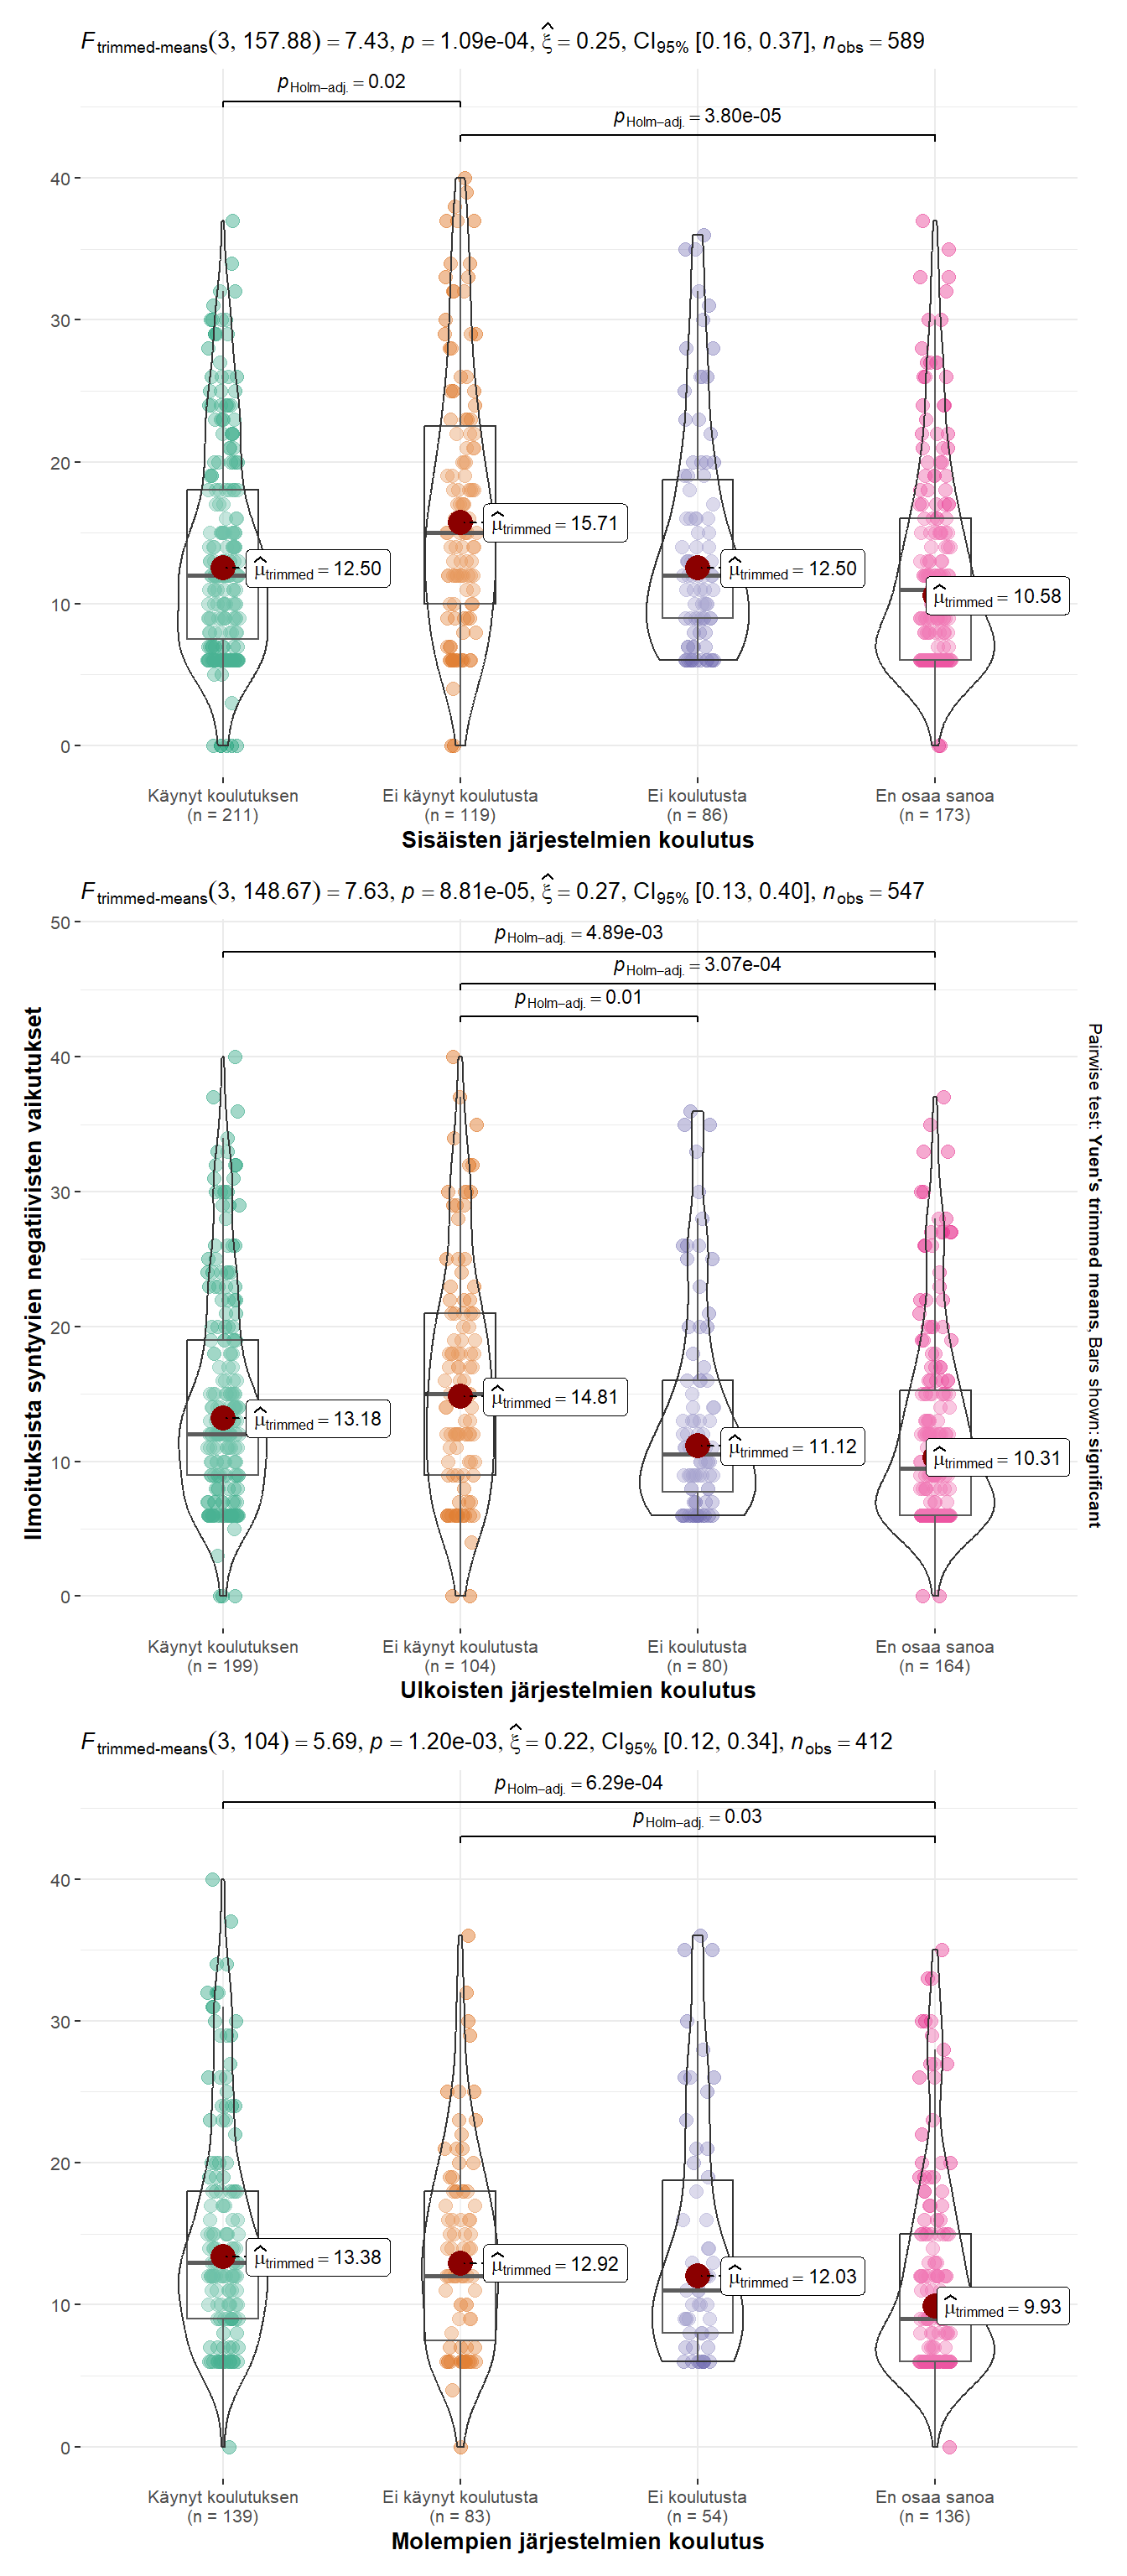 F trimmed-means(3, 157.88) = 7.43, p = 1.09e-04, ξ̂ = 0.25, CI95% [0.16, 0.37], nobs = 589
pHolm−adj. = 0.02
pHolm−adj. = 3.80e-05
40
30
20
10
0
μ̂trimmed = 12.50
μ̂trimmed = 15.71
μ̂trimmed = 12.50
μ̂trimmed = 10.58
Käynyt koulutuksen
(n = 211)
Ei käynyt koulutusta
(n = 119)
Ei koulutusta
(n = 86)
En osaa sanoa
(n = 173)
Sisäisten järjestelmien koulutus
Ilmoituksista syntyvien negatiivisten vaikutukset
F trimmed-means(3, 148.67) = 7.63, p = 8.81e-05, ξ̂ = 0.27, CI95% [0.13, 0.40], nobs = 547
pHolm−adj. = 4.89e-03
pHolm−adj. = 3.07e-04
pHolm−adj. = 0.01
50
40
30
20
10
0
μ̂trimmed = 13.18
μ̂trimmed = 14.81
μ̂trimmed = 11.12
μ̂trimmed = 10.31
Käynyt koulutuksen
(n = 199)
Ei käynyt koulutusta
(n = 104)
Ei koulutusta
(n = 80)
En osaa sanoa
(n = 164)
Ulkoisten järjestelmien koulutus
Pairwise test: Yuen's trimmed means, Bars shown: significant
F trimmed-means(3, 104) = 5.69, p = 1.20e-03, ξ̂ = 0.22, CI95% [0.12, 0.34], nobs = 412
pHolm−adj. = 6.29e-04
pHolm−adj. = 0.03
40
30
20
10
0
μ̂trimmed = 13.38
μ̂trimmed = 12.92
μ̂trimmed = 12.03
μ̂trimmed = 9.93
Käynyt koulutuksen
(n = 139)
Ei käynyt koulutusta
(n = 83)
Ei koulutusta
(n = 54)
En osaa sanoa
(n = 136)
Molempien järjestelmien koulutus